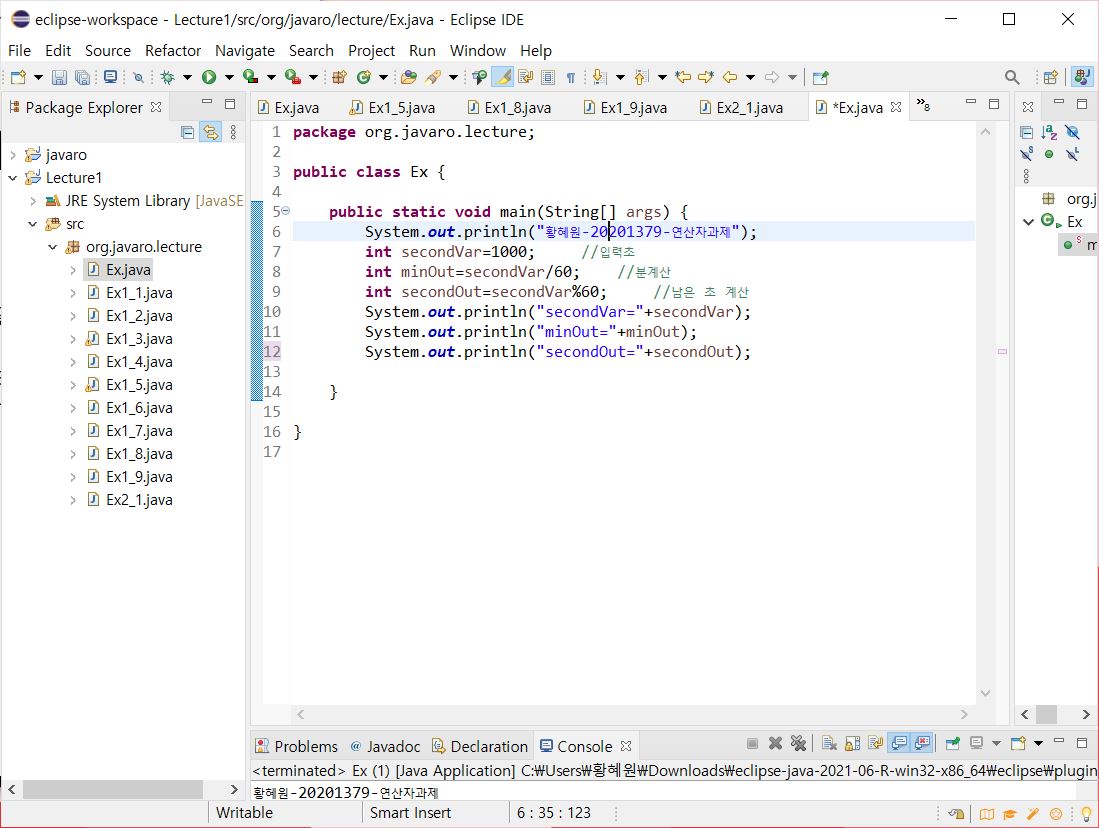 eclipse-workspace - Lecture1/src/org/javaro/lecture/Ex.java - Eclipse IDE
File Edit Source Refactor Navigate Search Project Run Window Help
Package Explorer
javaro
Lecture1
JRE System Library [JavaSE
src
org.javaro.lecture
Ex.java
Ex1_1.java
Ex1_2.java
Ex1_3.java
Ex1_4.java
Ex1_5.java
Ex1_6.java
Ex1_7.java
Ex1_8.java
Ex1_9.java
Ex2_1.java
Ex.java Ex1_5.java Ex1_8.java Ex1_9.java Ex2_1.java *Ex.java »8
1 package org.javaro.lecture;
2
3 public class Ex {
4
5 public static void main(String[] args) {
6 System.out.println("황혜원-20201379-연산자과제");
7 int secondVar=1000; //입력초
8 int minOut=secondVar/60; //분계산
9 int secondOut=secondVar%60; //남은 초 계산
10 System.out.println("secondVar="+secondVar);
11 System.out.println("minOut="+minOut);
12 System.out.println("secondOut="+secondOut);
13
14 }
15
16 }
17
org.j
Ex
m
Problems Javadoc Declaration Console
<terminated> Ex (1) [Java Application] C:₩Users₩황혜원₩Downloads₩eclipse-java-2021-06-R-win32-x86_64₩eclipse₩plugin
황혜원-20201379-연산자과제
Writable Smart Insert 6 : 35 : 123